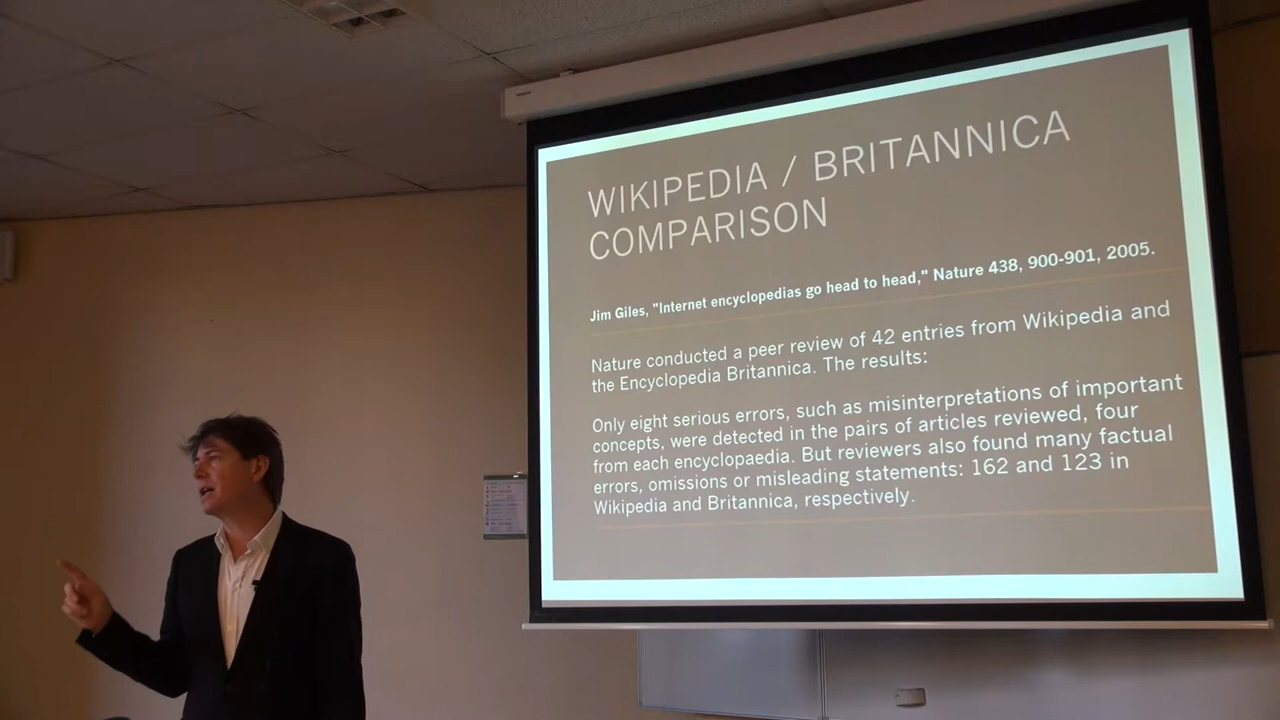 WIKIPEDIA / BRITANNICA
COMPARISON
Jim Giles, "Internet encyclopedias go head to head," Nature 438, 900-901, 2005.
Nature conducted a peer review of 42 entries from Wikipedia and
the Encyclopedia Britannica. The results:
Only eight serious errors, such as misinterpretations of important
concepts, were detected in the pairs of articles reviewed, four
from each encyclopaedia. But reviewers also found many factual
errors, omissions or misleading statements: 162 and 123 in
Wikipedia and Britannica, respectively.